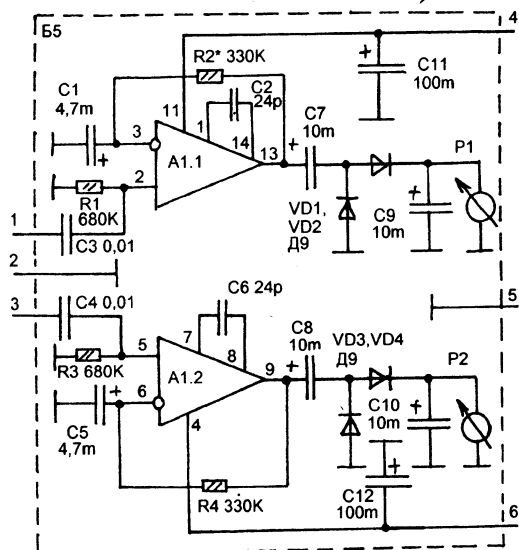 Б5
4
R2* 330K
C1
4,7m
11
1
C2
24p
C11
100m
3
14
13
C7
10m
A1.1
2
P1
R1
680K
1
C3 0,01
VD1,
VD2
Д9
C9
10m
2
3
C4 0,01
C6 24p
5
5
7
8
C8
10m
VD3,VD4
Д9
R3 680K
A1.2
9
P2
6
C5
4,7m
4
C10
10m
R4 330K
C12
100m
6